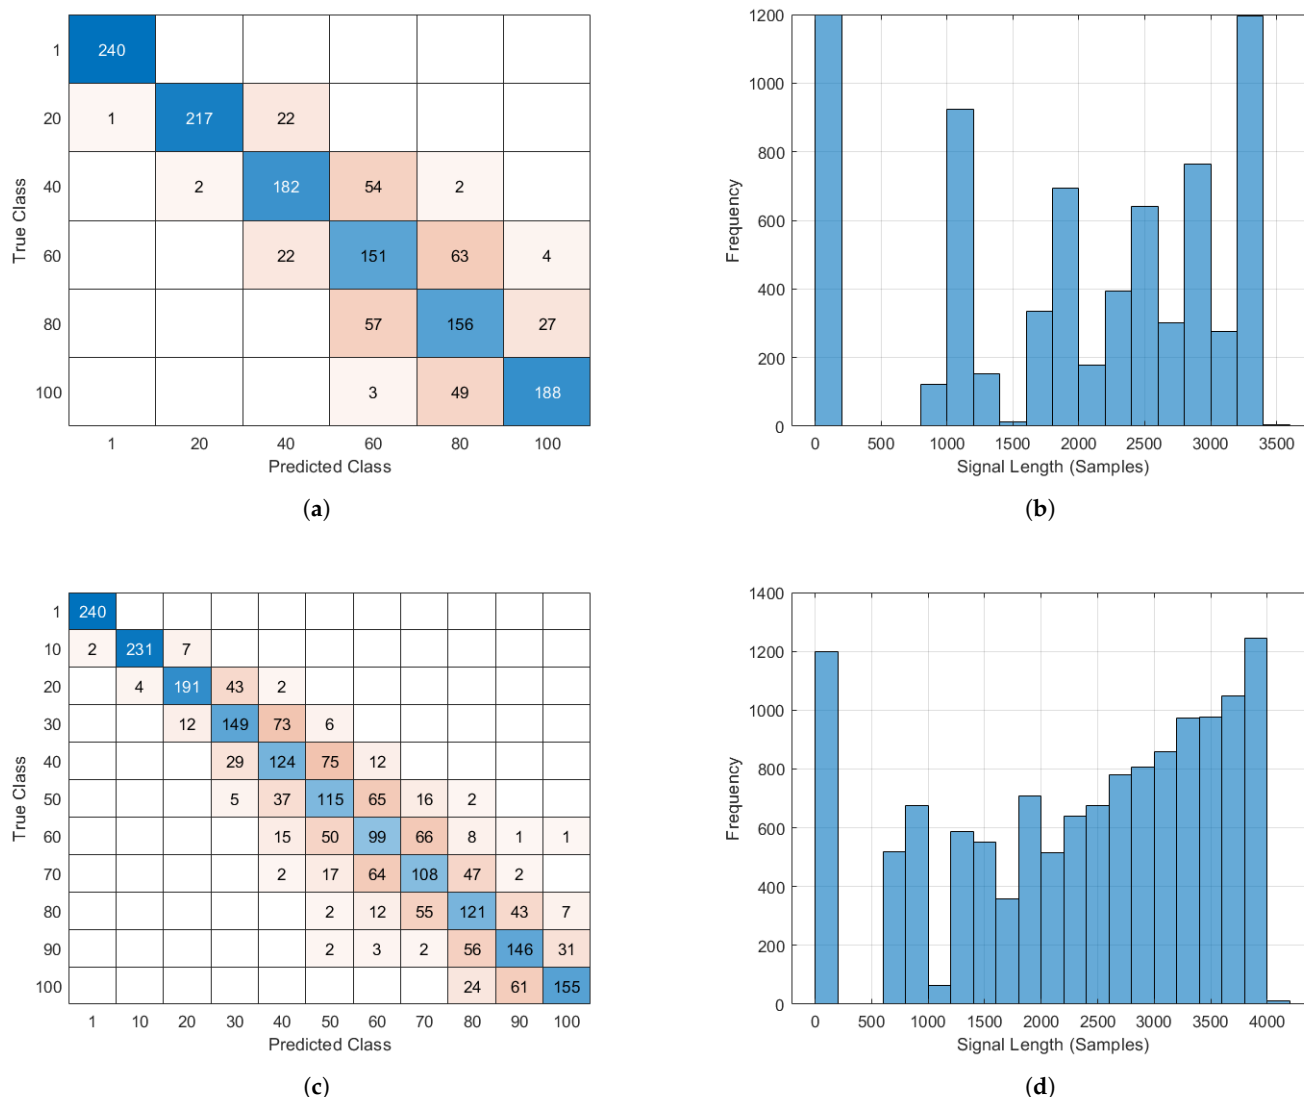 1 240
20 1 217 22
40 2 182 54 2
60 22 151 63 4
80 57 156 27
100 3 49 188
1 20 40 60 80 100
Predicted Class
True Class
(a)
1200
1000
800
600
400
200
0
0 500 1000 1500 2000 2500 3000 3500
Signal Length (Samples)
Frequency
(b)
1 240
10 2 231 7
20 4 191 43 2
30 12 149 73 6
40 29 124 75 12
50 5 37 115 65 16 2
60 15 50 99 66 8 1 1
70 2 17 64 108 47 2
80 2 12 55 121 43 7
90 2 3 2 56 146 31
100 24 61 155
1 10 20 30 40 50 60 70 80 90 100
Predicted Class
True Class
(c)
1400
1200
1000
800
600
400
200
0
0 500 1000 1500 2000 2500 3000 3500 4000
Signal Length (Samples)
Frequency
(d)